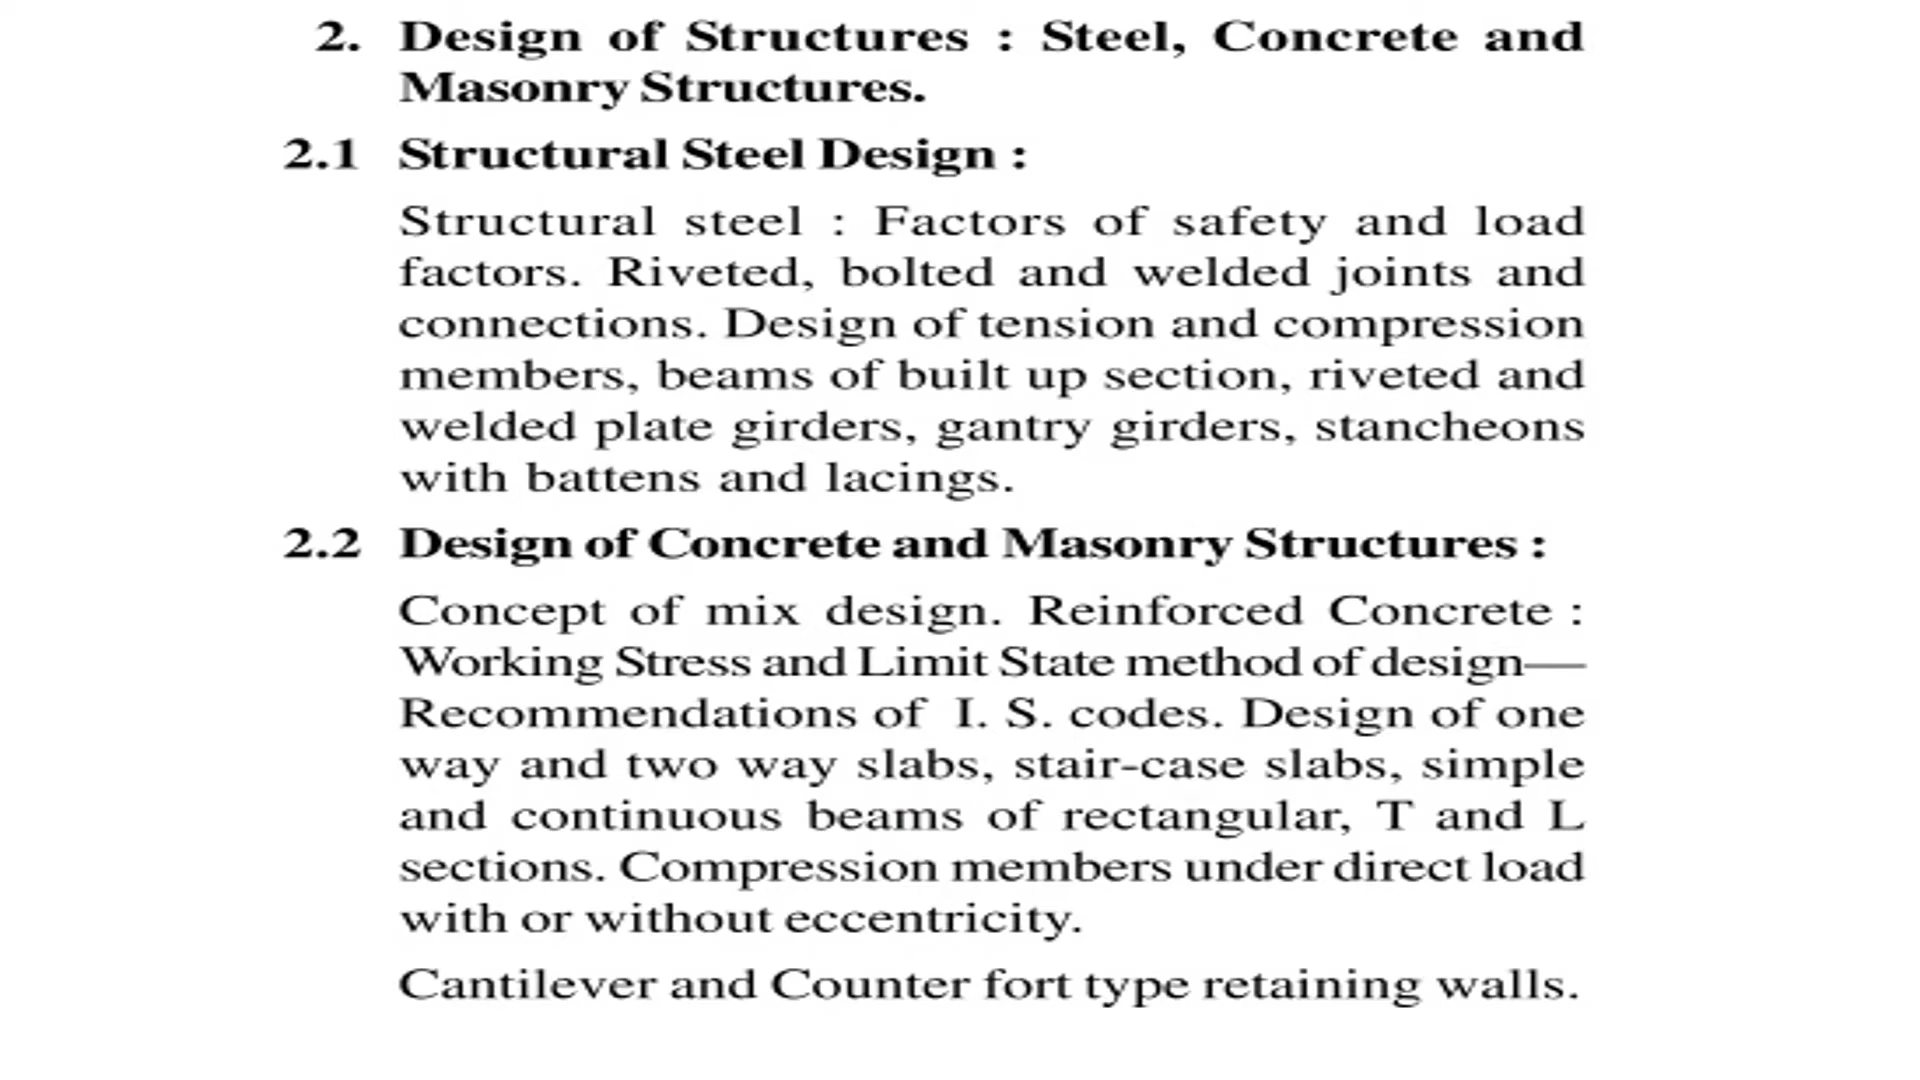 2. Design of Structures : Steel, Concrete and
Masonry Structures.
2.1 Structural Steel Design :
Structural steel : Factors of safety and load
factors. Riveted, bolted and welded joints and
connections. Design of tension and compression
members, beams of built up section, riveted and
welded plate girders, gantry girders, stancheons
with battens and lacings.
2.2 Design of Concrete and Masonry Structures :
Concept of mix design. Reinforced Concrete :
Working Stress and Limit State method of design—
Recommendations of I. S. codes. Design of one
way and two way slabs, stair-case slabs, simple
and continuous beams of rectangular, T and L
sections. Compression members under direct load
with or without eccentricity.
Cantilever and Counter fort type retaining walls.